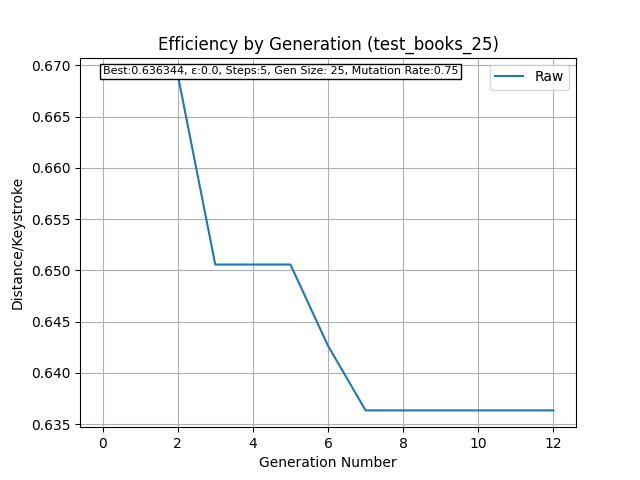 Efficiency by Generation (test_books_25)
Best:0.636344, ε:0.0, Steps:5, Gen Size: 25, Mutation Rate:0.75
Raw
Distance/Keystroke
0.670
0.665
0.660
0.655
0.650
0.645
0.640
0.635
0 2 4 6 8 10 12
Generation Number